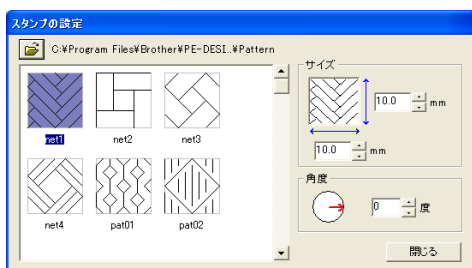 スタンプの設定
C:¥Program Files¥Brother¥PE-DESI..¥Pattern
サイズ
net1 net2 net3
10.0 mm
10.0 mm
角度
0 度
net4 pat01 pat02
閉じる